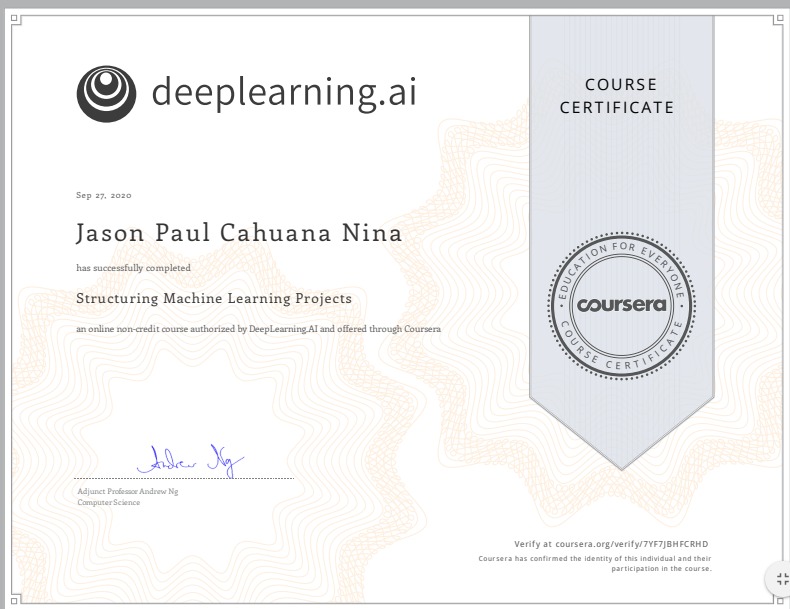 deeplearning.ai
COURSE
CERTIFICATE
Sep 27, 2020
Jason Paul Cahuana Nina
has successfully completed
Structuring Machine Learning Projects
an online non-credit course authorized by DeepLearning.AI and offered through Coursera
EDUCATION FOR EVERYONE
coursera
COURSE CERTIFICATE
Andrew Ng
Adjunct Professor Andrew Ng
Computer Science
Verify at coursera.org/verify/7YF7JBHFCRHD
Coursera has confirmed the identity of this individual and their
participation in the course.